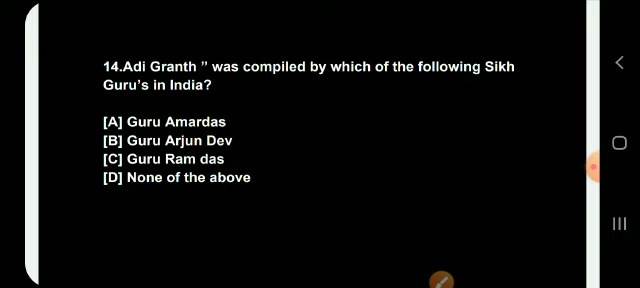 14.Adi Granth ” was compiled by which of the following Sikh
Guru's in India?
[A] Guru Amardas
[B] Guru Arjun Dev
[C] Guru Ram das
[D] None of the above